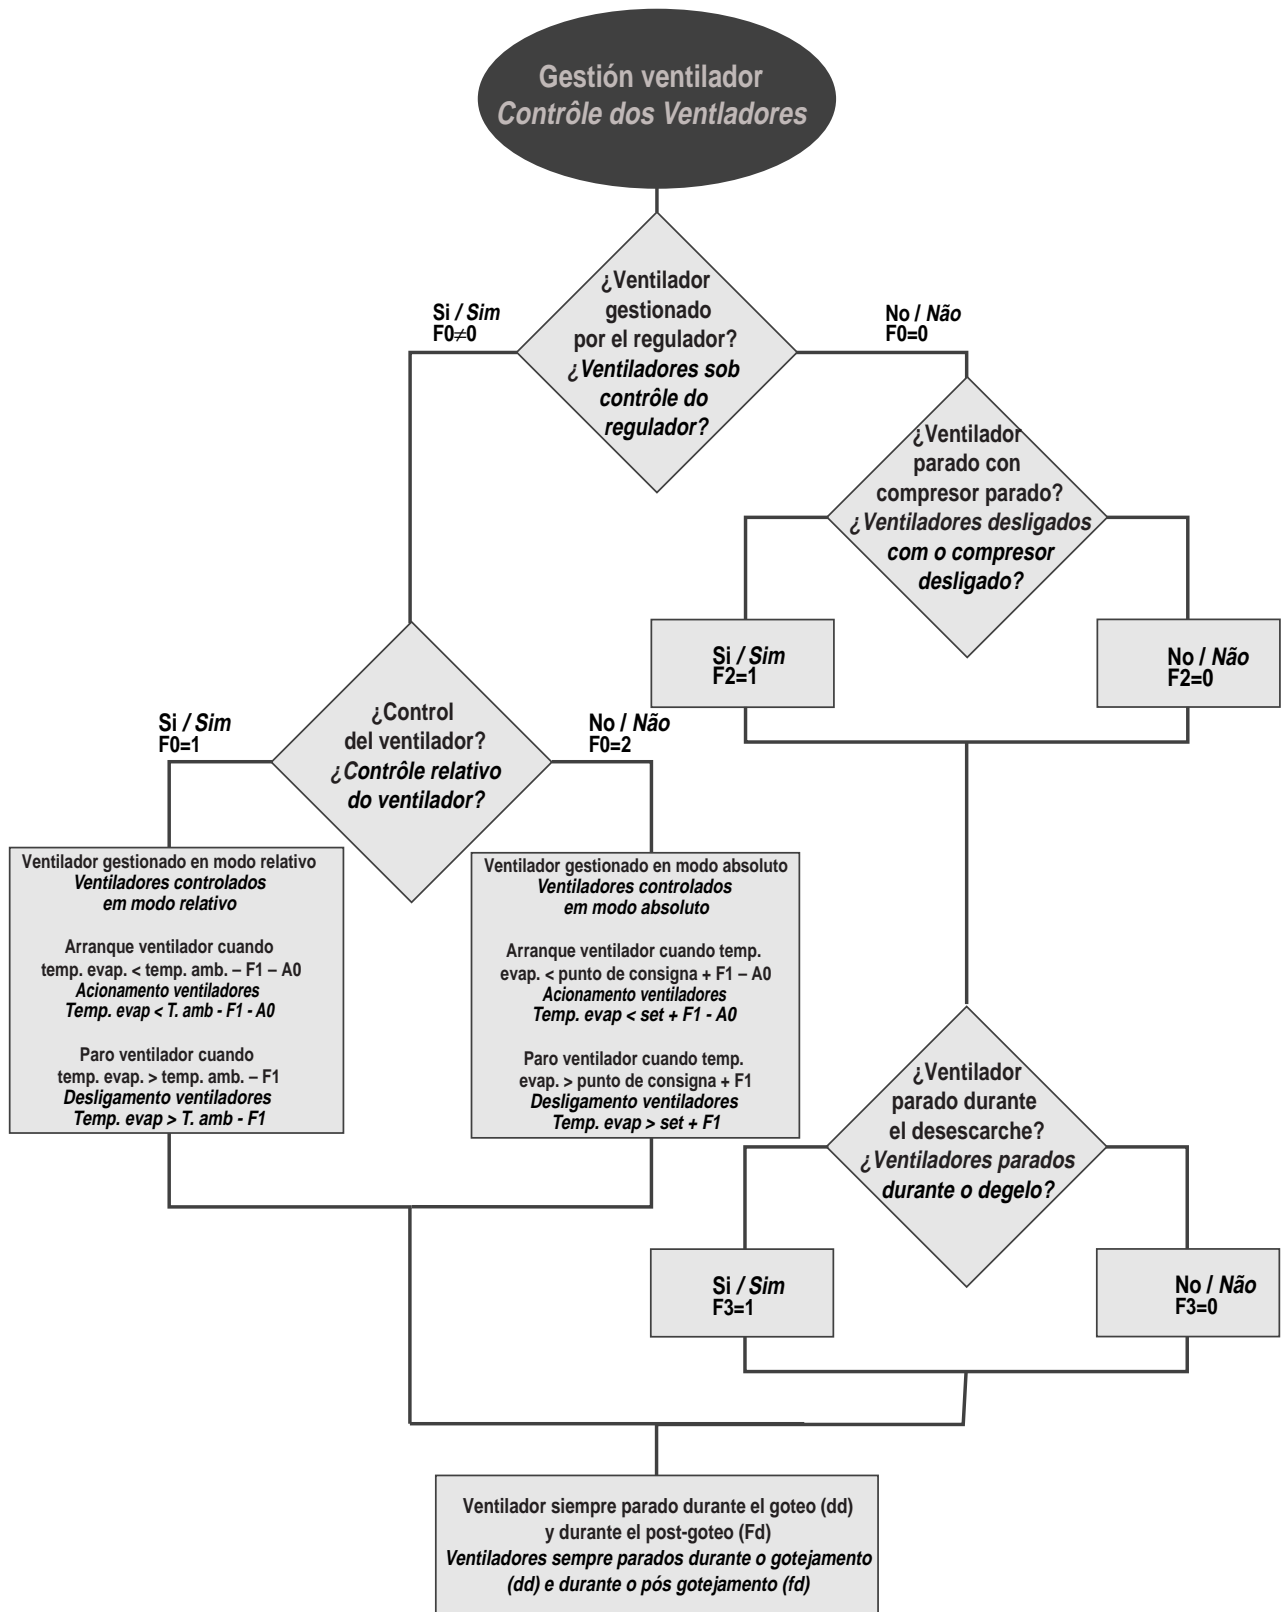 Gestión ventilador
Contrôle dos Ventladores
¿Ventilador
gestionado
por el regulador?
¿Ventiladores sob
contrôle do
regulador?
Si / Sim
F0≠0
No / Não
F0=0
¿Ventilador
parado con
compresor parado?
¿Ventiladores desligados
com o compresor
desligado?
Si / Sim
F2=1
No / Não
F2=0
¿Control
del ventilador?
¿Contrôle relativo
do ventilador?
Si / Sim
F0=1
No / Não
F0=2
Ventilador gestionado en modo relativo
Ventiladores controlados
em modo relativo
Arranque ventilador cuando
temp. evap. < temp. amb. – F1 – A0
Acionamento ventiladores
Temp. evap < T. amb - F1 - A0
Paro ventilador cuando
temp. evap. > temp. amb. – F1
Desligamento ventiladores
Temp. evap > T. amb - F1
Ventilador gestionado en modo absoluto
Ventiladores controlados
em modo absoluto
Arranque ventilador cuando temp.
evap. < punto de consigna + F1 – A0
Acionamento ventiladores
Temp. evap < set + F1 - A0
Paro ventilador cuando temp.
evap. > punto de consigna + F1
Desligamento ventiladores
Temp. evap > set + F1
¿Ventilador
parado durante
el desescarche?
¿Ventiladores parados
durante o degelo?
Si / Sim
F3=1
No / Não
F3=0
Ventilador siempre parado durante el goteo (dd)
y durante el post-goteo (Fd)
Ventiladores sempre parados durante o gotejamento
(dd) e durante o pós gotejamento (fd)